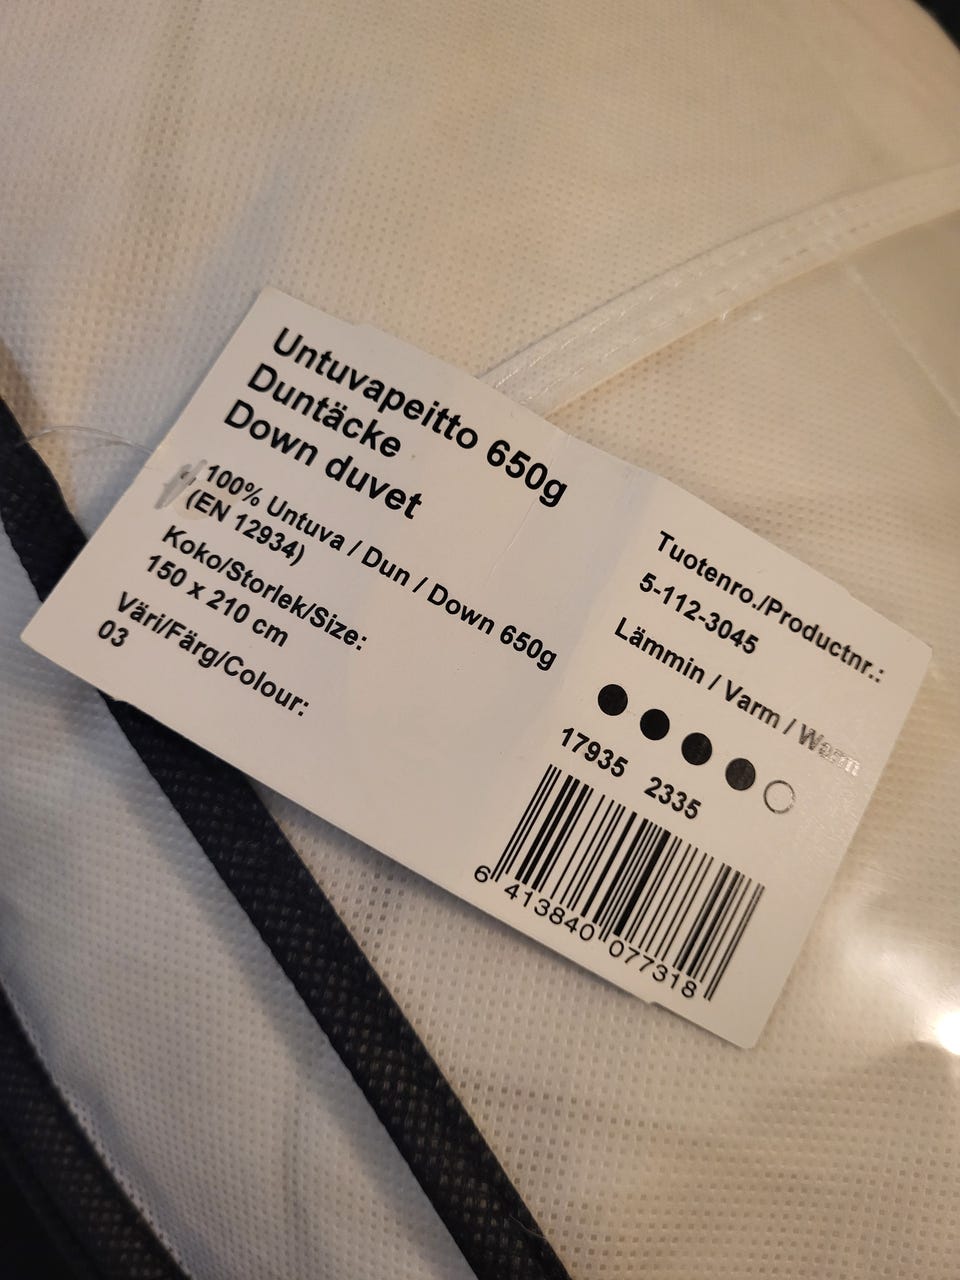 Untuvapeitto 650g
Duntäcke
Down duvet
100% Untuva / Dun / Down 650g
(EN 12934)
Koko/Storlek/Size:
150 x 210 cm
Väri/Färg/Colour:
03
Tuotenro./Productnr.:
5-112-3045
Lämmin / Varm / Warm
17935 2335
6 413840 077318